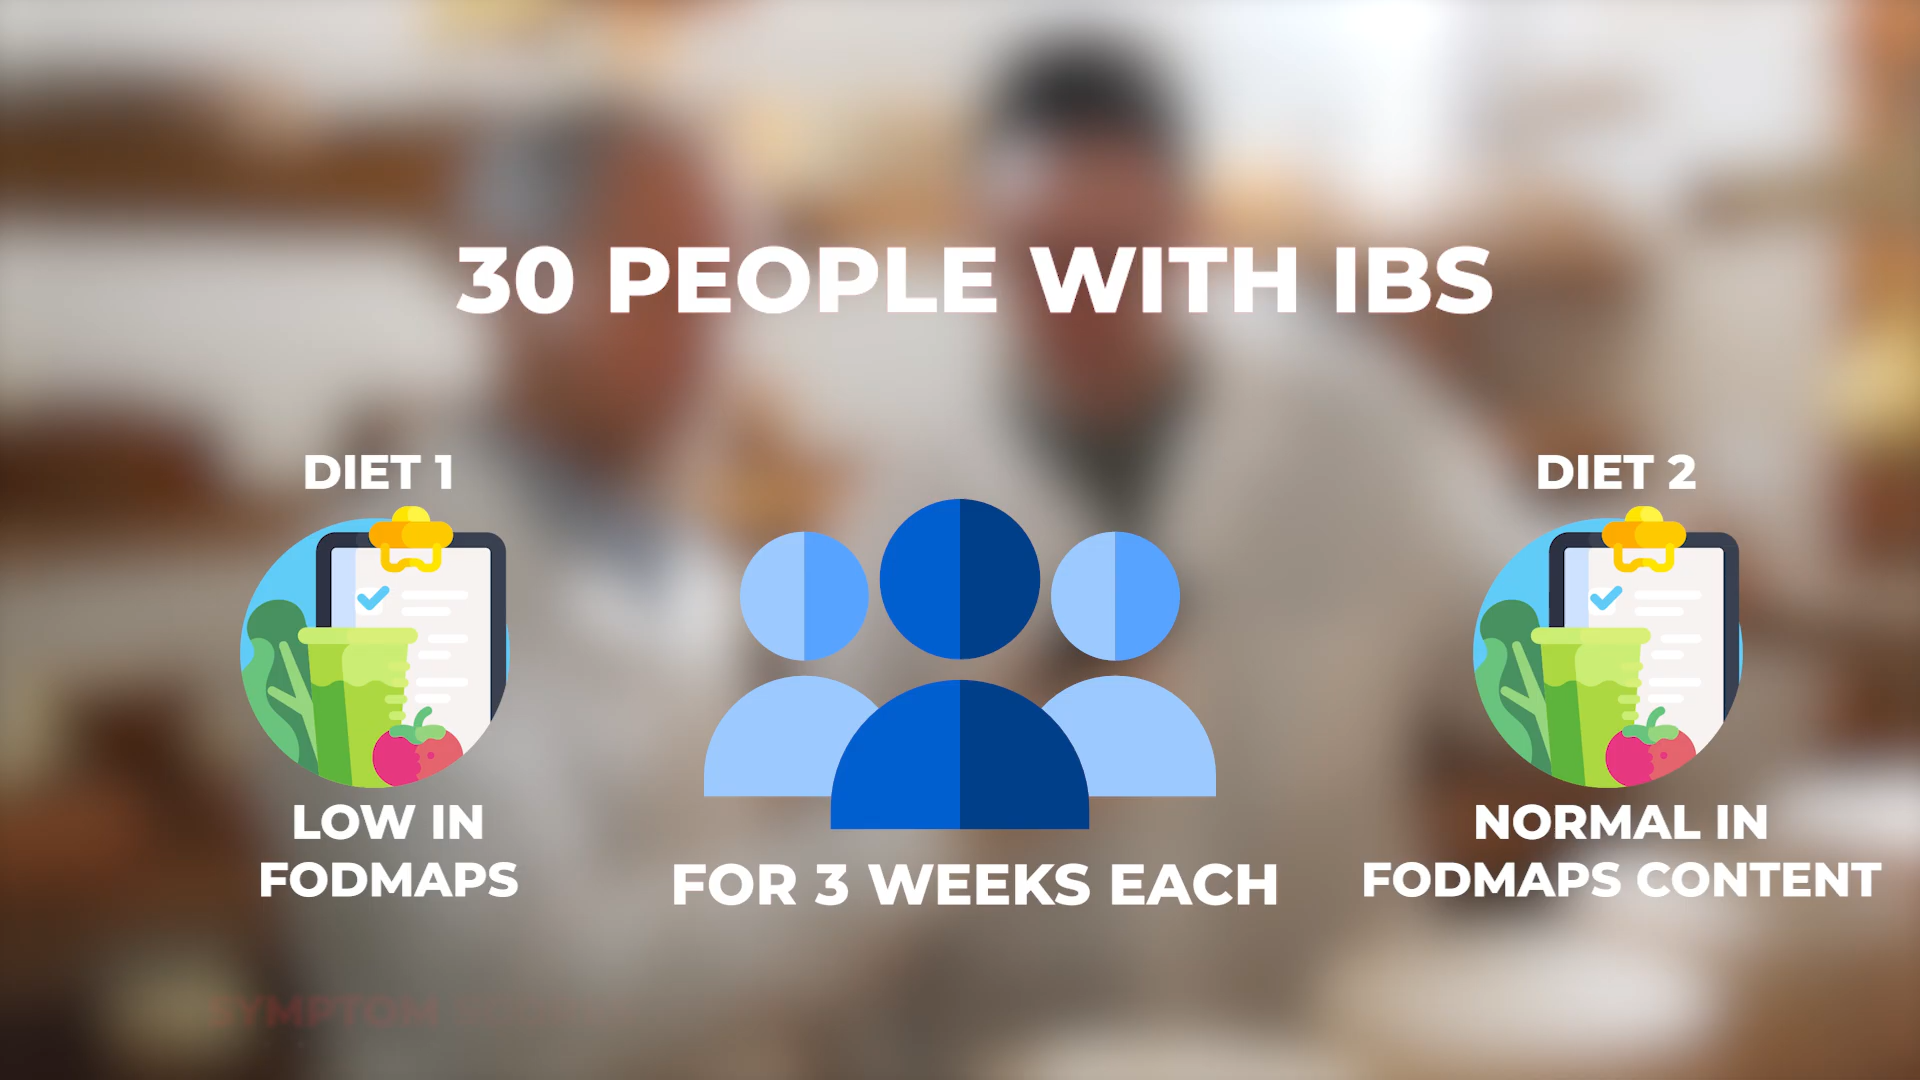 30 PEOPLE WITH IBS
DIET 1
DIET 2
LOW IN
FODMAPS
FOR 3 WEEKS EACH
NORMAL IN
FODMAPS CONTENT
SYMPTOM